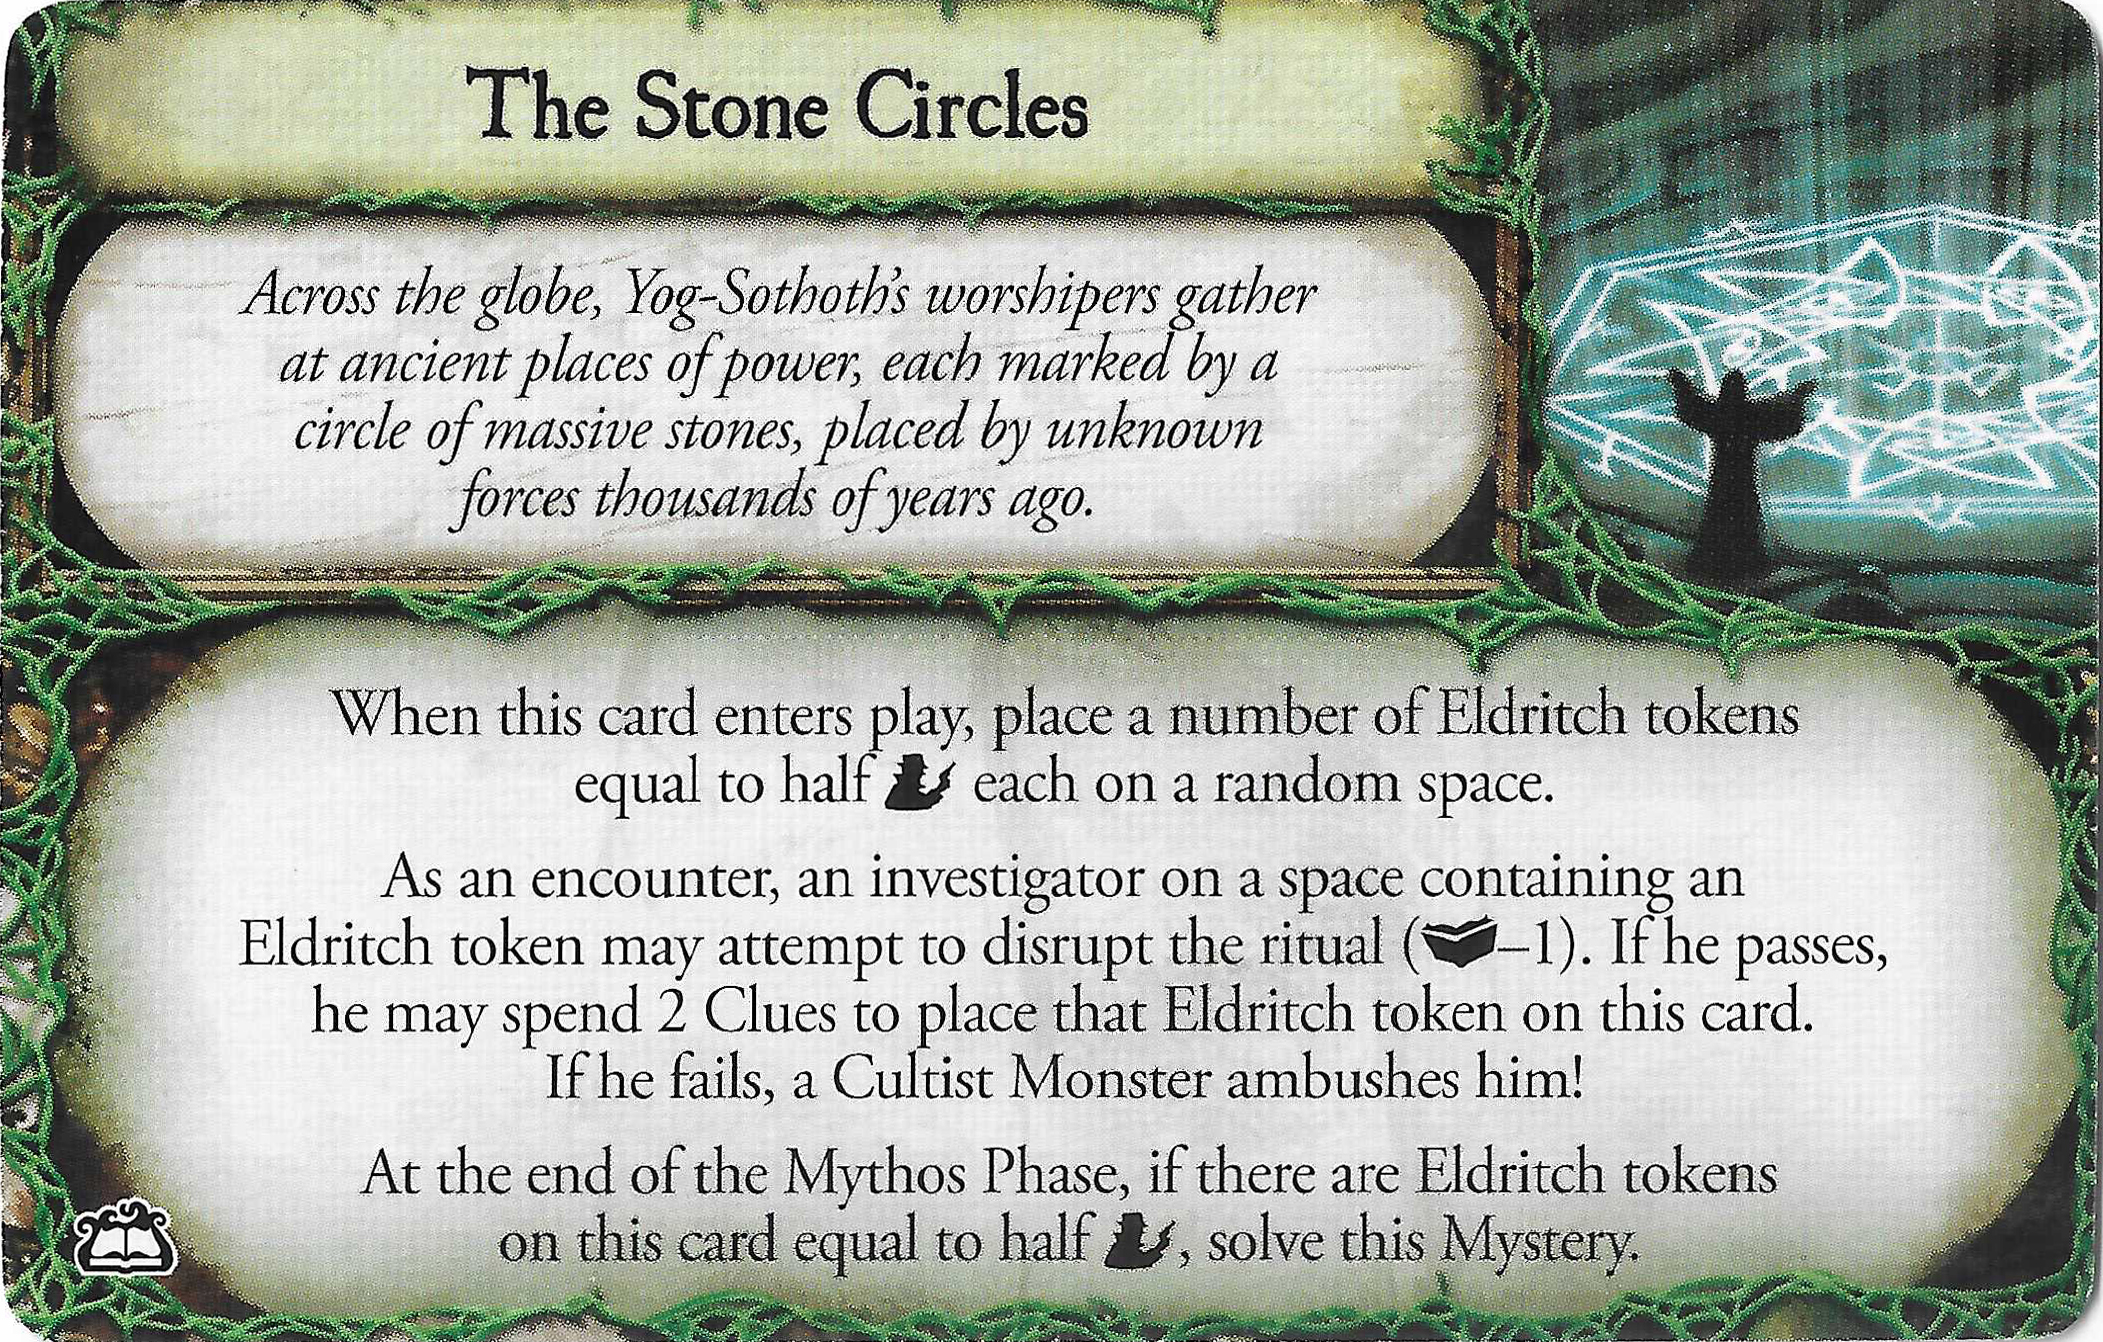 The Stone Circles
Across the globe, Yog-Sothoth's worshipers gather
at ancient places of power, each marked by a
circle of massive stones, placed by unknown
forces thousands of years ago.
When this card enters play, place a number of Eldritch tokens
equal to half each on a random space.
As an encounter, an investigator on a space containing an
Eldritch token may attempt to disrupt the ritual (–1). If he passes,
he may spend 2 Clues to place that Eldritch token on this card.
If he fails, a Cultist Monster ambushes him!
At the end of the Mythos Phase, if there are Eldritch tokens
on this card equal to half , solve this Mystery.